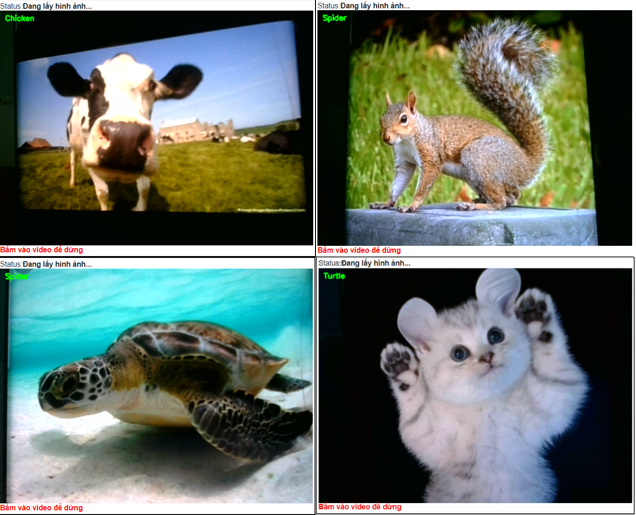 Status:Đang lấy hình ảnh...
Chicken
Bấm vào video để dừng
Status:Đang lấy hình ảnh...
Spider
Bấm vào video để dừng
Status:Đang lấy hình ảnh...
Spider
Bấm vào video để dừng
Status:Đang lấy hình ảnh...
Turtle
Bấm vào video để dừng